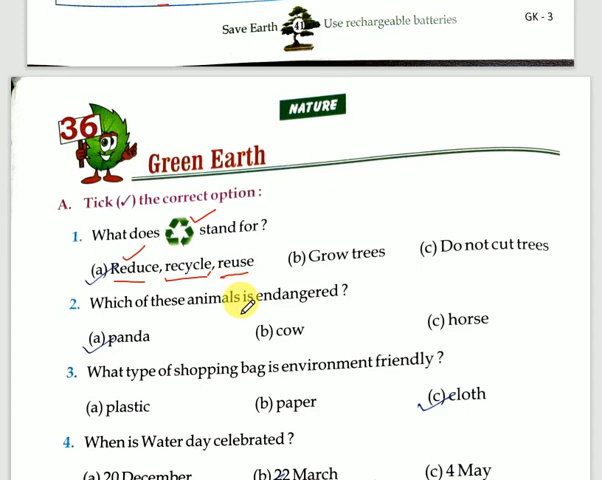 Save Earth 41 Use rechargeable batteries GK - 3
NATURE
36
Green Earth
A. Tick (✓) the correct option :
1. What does stand for ?
(a) Reduce, recycle, reuse (b) Grow trees (c) Do not cut trees
2. Which of these animals is endangered ?
(a) panda (b) cow (c) horse
3. What type of shopping bag is environment friendly ?
(a) plastic (b) paper (c) cloth
4. When is Water day celebrated ?
(a) 20 December (b) 22 March (c) 4 May